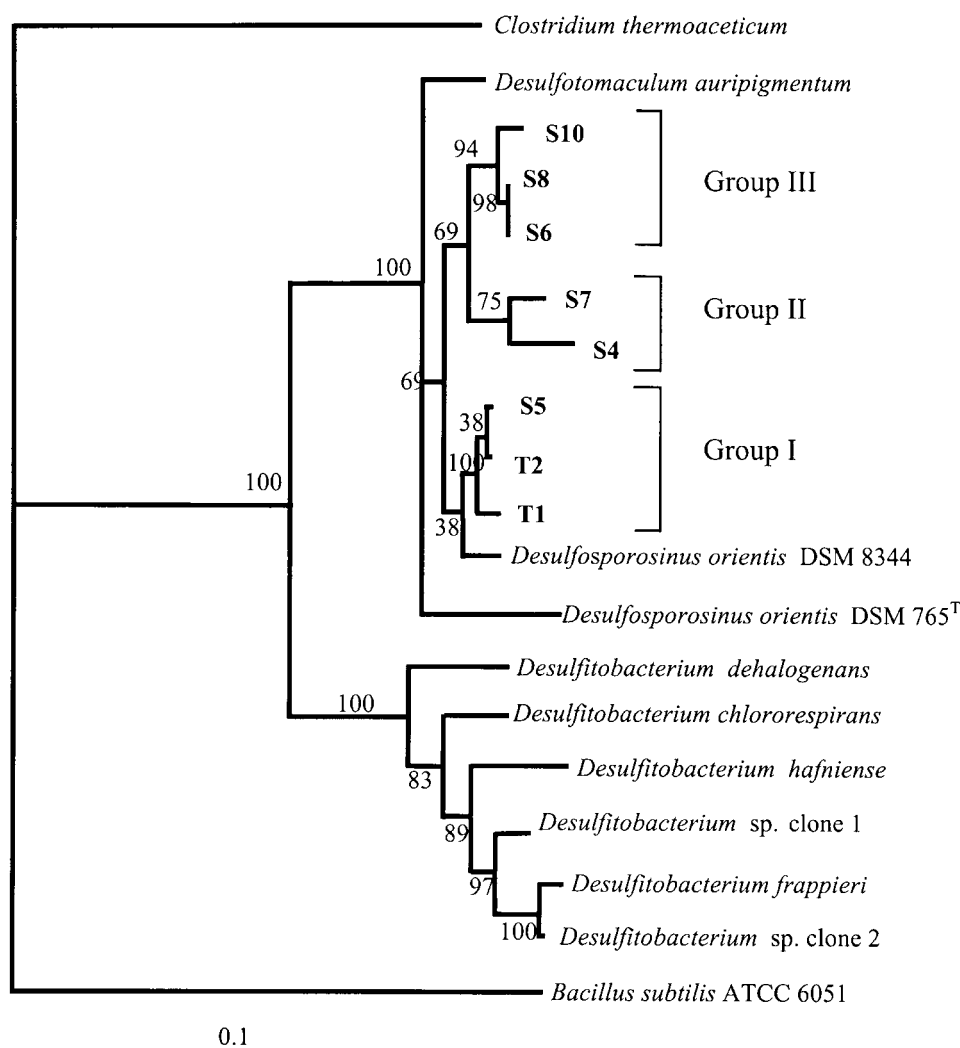 Clostridium thermoaceticum
Desulfotomaculum auripigmentum
S10
94
S8
Group III
98
S6
69
100
S7
75
Group II
S4
69
S5
38
Group I
100
T2
T1
38
Desulfosporosinus orientis DSM 8344
Desulfosporosinus orientis DSM 765T
100
Desulfitobacterium dehalogenans
100
Desulfitobacterium chlororespirans
83
Desulfitobacterium hafniense
89
Desulfitobacterium sp. clone 1
97
Desulfitobacterium frappieri
100
Desulfitobacterium sp. clone 2
Bacillus subtilis ATCC 6051
0.1